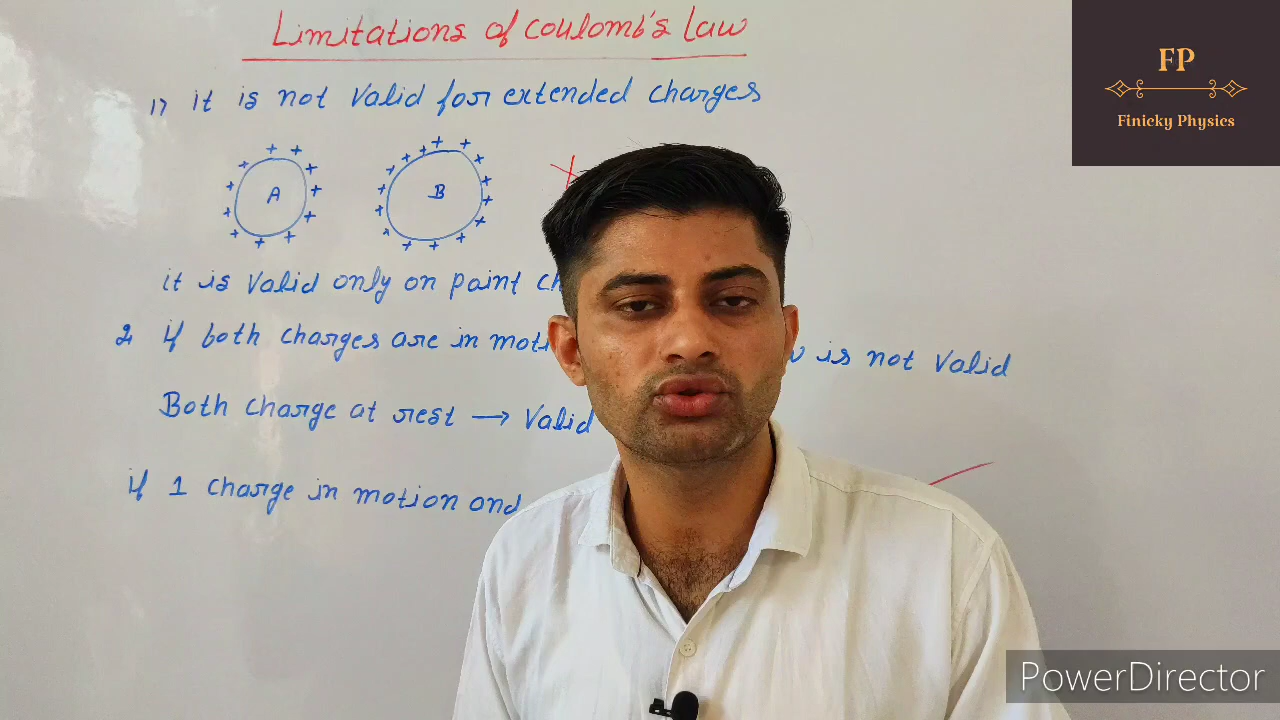 Limitations of Coulomb's Law
1) it is not valid for extended charges
A
B
it is valid only on point
2 if both charges are in is not valid
Both charge at rest → valid
if 1 charge in motion and
FP
Finicky Physics
PowerDirector